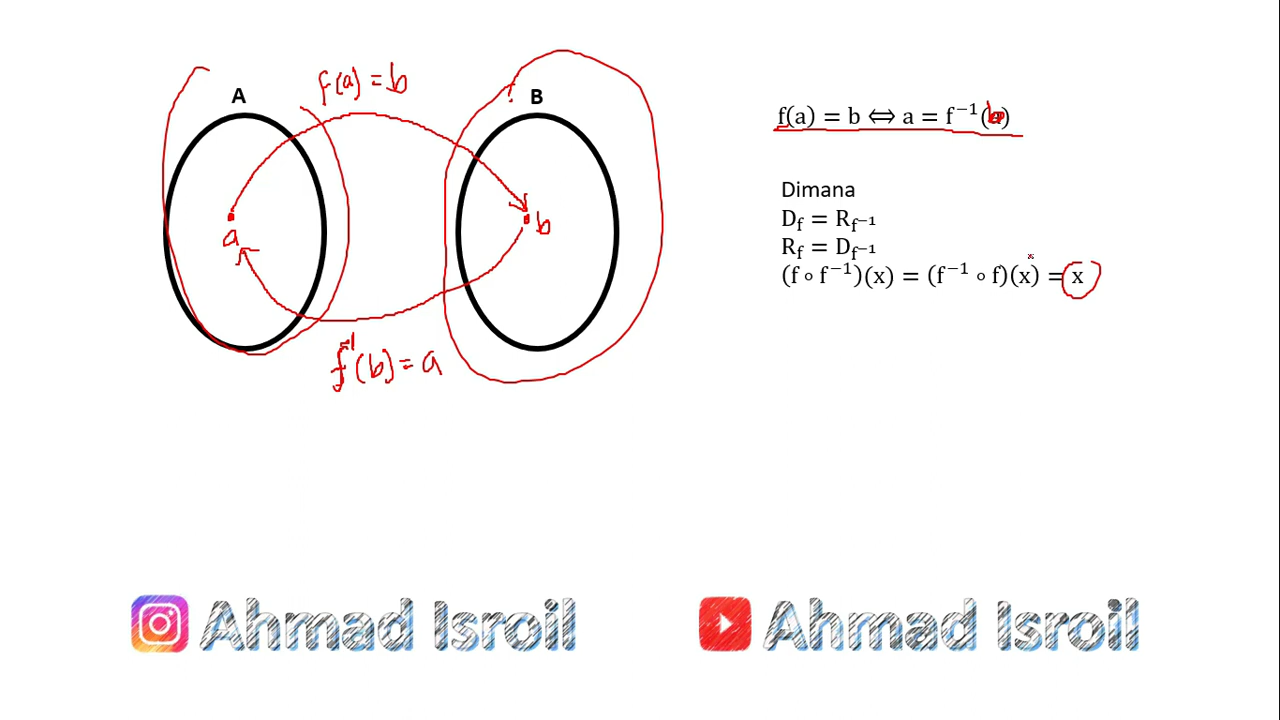 f(a) = b
A
B
a
b
f⁻¹(b) = a
f(a) = b ⇔ a = f⁻¹(b)
Dimana
D_f = R_f⁻¹
R_f = D_f⁻¹
(f ∘ f⁻¹)(x) = (f⁻¹ ∘ f)(x) = x
Ahmad Isroil
Ahmad Isroil